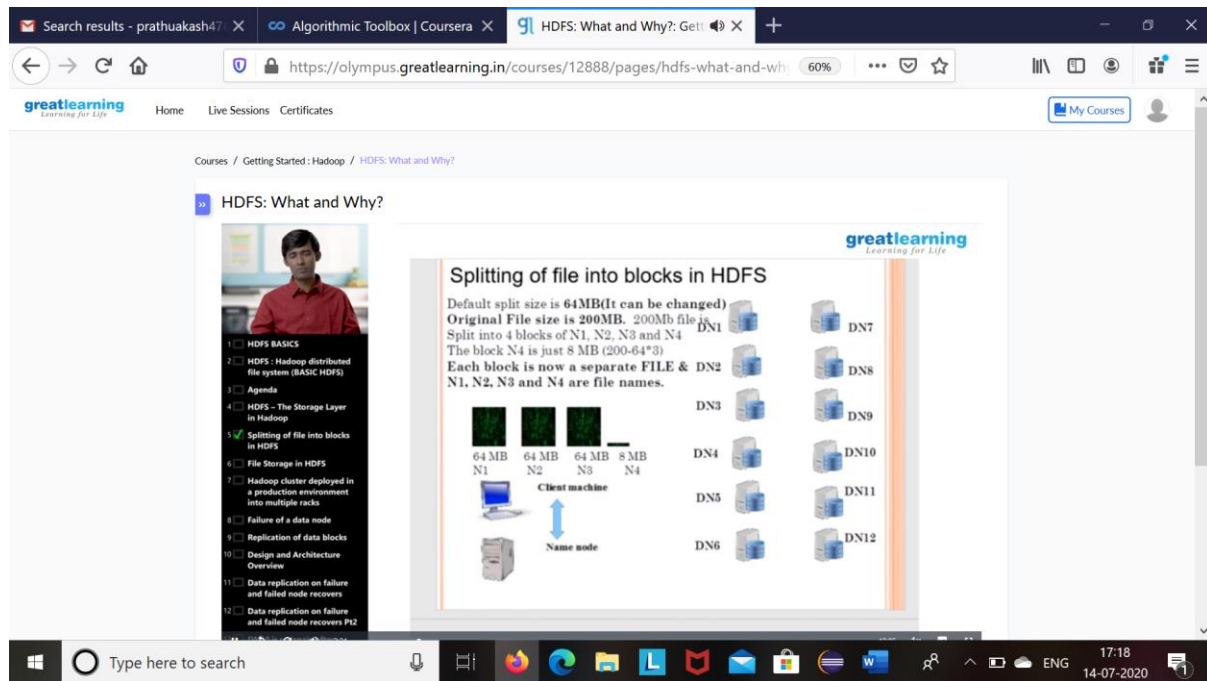 Search results - prathuakash47
Algorithmic Toolbox | Coursera
HDFS: What and Why?: Gett
https://olympus.greatlearning.in/courses/12888/pages/hdfs-what-and-wh
60%
greatlearning
Learning for Life
Home Live Sessions Certificates
My Courses
Courses / Getting Started : Hadoop / HDFS: What and Why?
HDFS: What and Why?
1 HDFS BASICS
2 HDFS : Hadoop distributed
file system (BASIC HDFS)
3 Agenda
4 HDFS – The Storage Layer
in Hadoop
5 Splitting of file into blocks
in HDFS
6 File Storage in HDFS
7 Hadoop cluster deployed in
a production environment
into multiple racks
8 Failure of a data node
9 Replication of data blocks
10 Design and Architecture
Overview
11 Data replication on failure
and failed node recovers
12 Data replication on failure
and failed node recovers Pt2
greatlearning
Learning for Life
Splitting of file into blocks in HDFS
Default split size is 64MB(It can be changed)
Original File size is 200MB. 200Mb file is
Split into 4 blocks of N1, N2, N3 and N4
The block N4 is just 8 MB (200-64*3)
Each block is now a separate FILE &
N1, N2, N3 and N4 are file names.
64 MB 64 MB 64 MB 8 MB
N1 N2 N3 N4
Client machine
Name node
DN1
DN2
DN3
DN4
DN5
DN6
DN7
DN8
DN9
DN10
DN11
DN12
Type here to search
ENG
17:18
14-07-2020
1